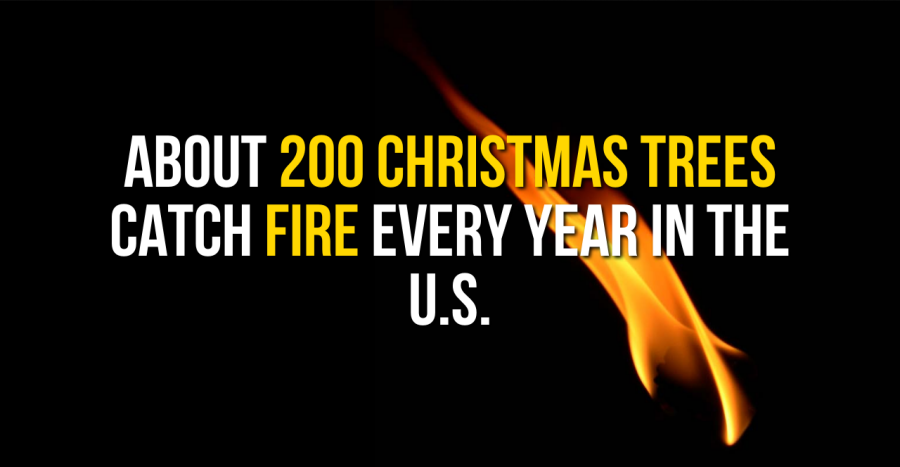 ABOUT 200 CHRISTMAS TREES
CATCH FIRE EVERY YEAR IN THE
U.S.